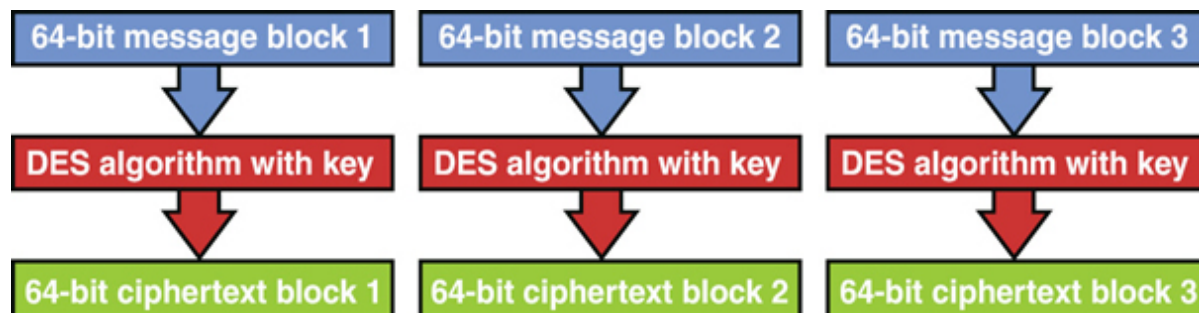 64-bit message block 1
64-bit message block 2
64-bit message block 3
DES algorithm with key
DES algorithm with key
DES algorithm with key
64-bit ciphertext block 1
64-bit ciphertext block 2
64-bit ciphertext block 3